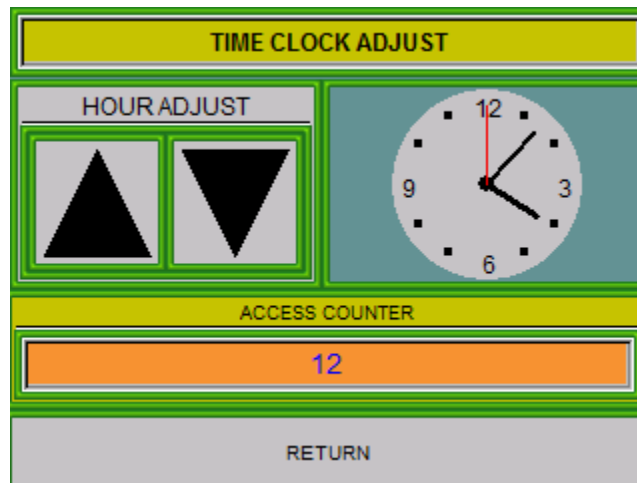 TIME CLOCK ADJUST
HOUR ADJUST
12
9
3
6
ACCESS COUNTER
12
RETURN